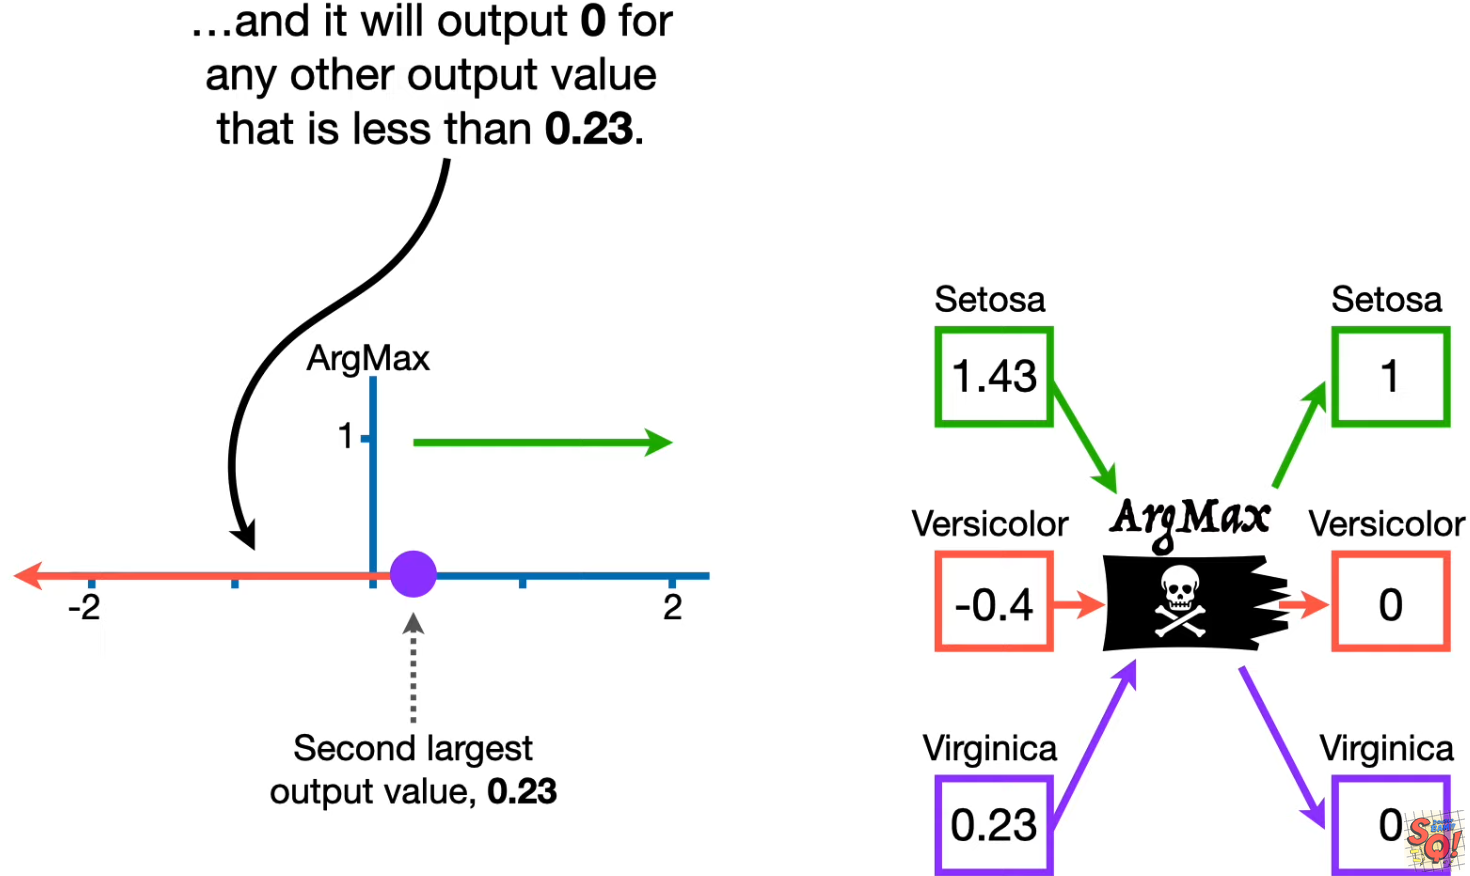 ...and it will output 0 for
any other output value
that is less than 0.23.
ArgMax
1
-2
2
Second largest
output value, 0.23
Setosa
1.43
Setosa
1
ArgMax
Versicolor
-0.4
Versicolor
0
Virginica
0.23
Virginica
0
SQ!